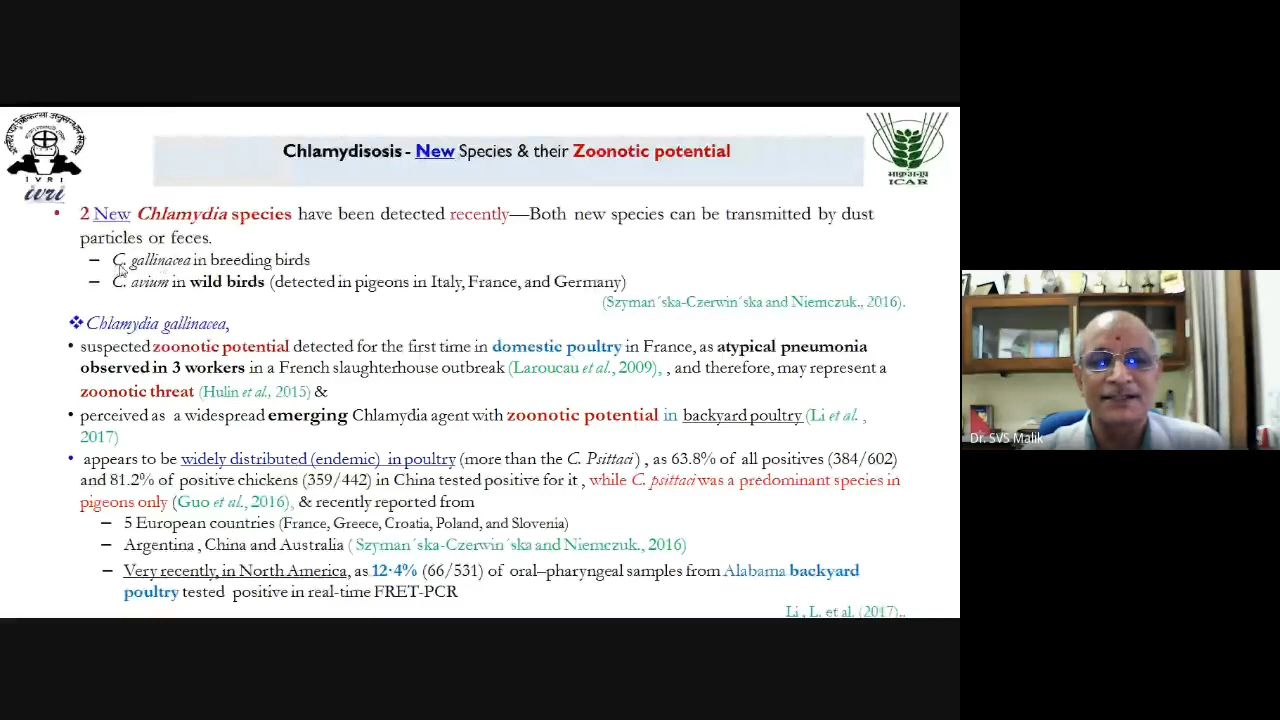 Chlamydisosis - New Species & their Zoonotic potential
I V R I
ivri
भाकृअनुप
ICAR
• 2 New Chlamydia species have been detected recently—Both new species can be transmitted by dust
particles or feces.
– C. gallinacea in breeding birds
– C. avium in wild birds (detected in pigeons in Italy, France, and Germany)
(Szyman´ska-Czerwin´ska and Niemczuk., 2016).
❖Chlamydia gallinacea,
• suspected zoonotic potential detected for the first time in domestic poultry in France, as atypical pneumonia
observed in 3 workers in a French slaughterhouse outbreak (Laroucau et al., 2009), , and therefore, may represent a
zoonotic threat (Hulin et al., 2015) &
• perceived as a widespread emerging Chlamydia agent with zoonotic potential in backyard poultry (Li et al. ,
2017)
• appears to be widely distributed (endemic) in poultry (more than the C. Psittaci) , as 63.8% of all positives (384/602)
and 81.2% of positive chickens (359/442) in China tested positive for it , while C. psittaci was a predominant species in
pigeons only (Guo et al., 2016), & recently reported from
– 5 European countries (France, Greece, Croatia, Poland, and Slovenia)
– Argentina , China and Australia ( Szyman´ska-Czerwin´ska and Niemczuk., 2016)
– Very recently, in North America, as 12·4% (66/531) of oral–pharyngeal samples from Alabama backyard
poultry tested positive in real-time FRET-PCR
Li , L. et al. (2017)..
Dr. SVS Malik